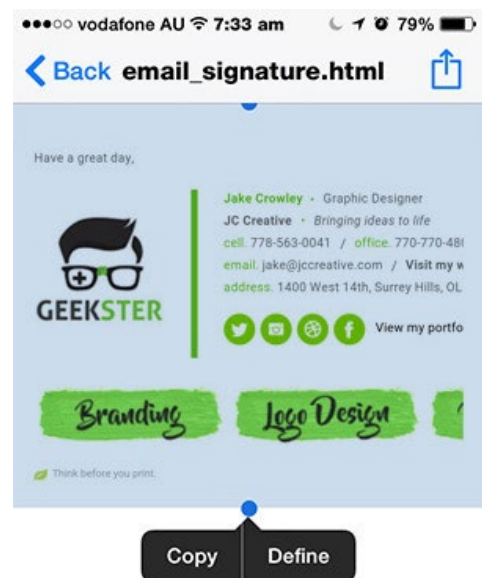 vodafone AU 7:33 am 79%
Back email_signature.html
Have a great day,
Jake Crowley • Graphic Designer
JC Creative • Bringing ideas to life
cell. 778-563-0041 / office. 770-770-480
email. jake@jccreative.com / Visit my w
address. 1400 West 14th, Surrey Hills, OL
GEEKSTER
View my portfo
Branding Logo Design
Think before you print.
Copy Define